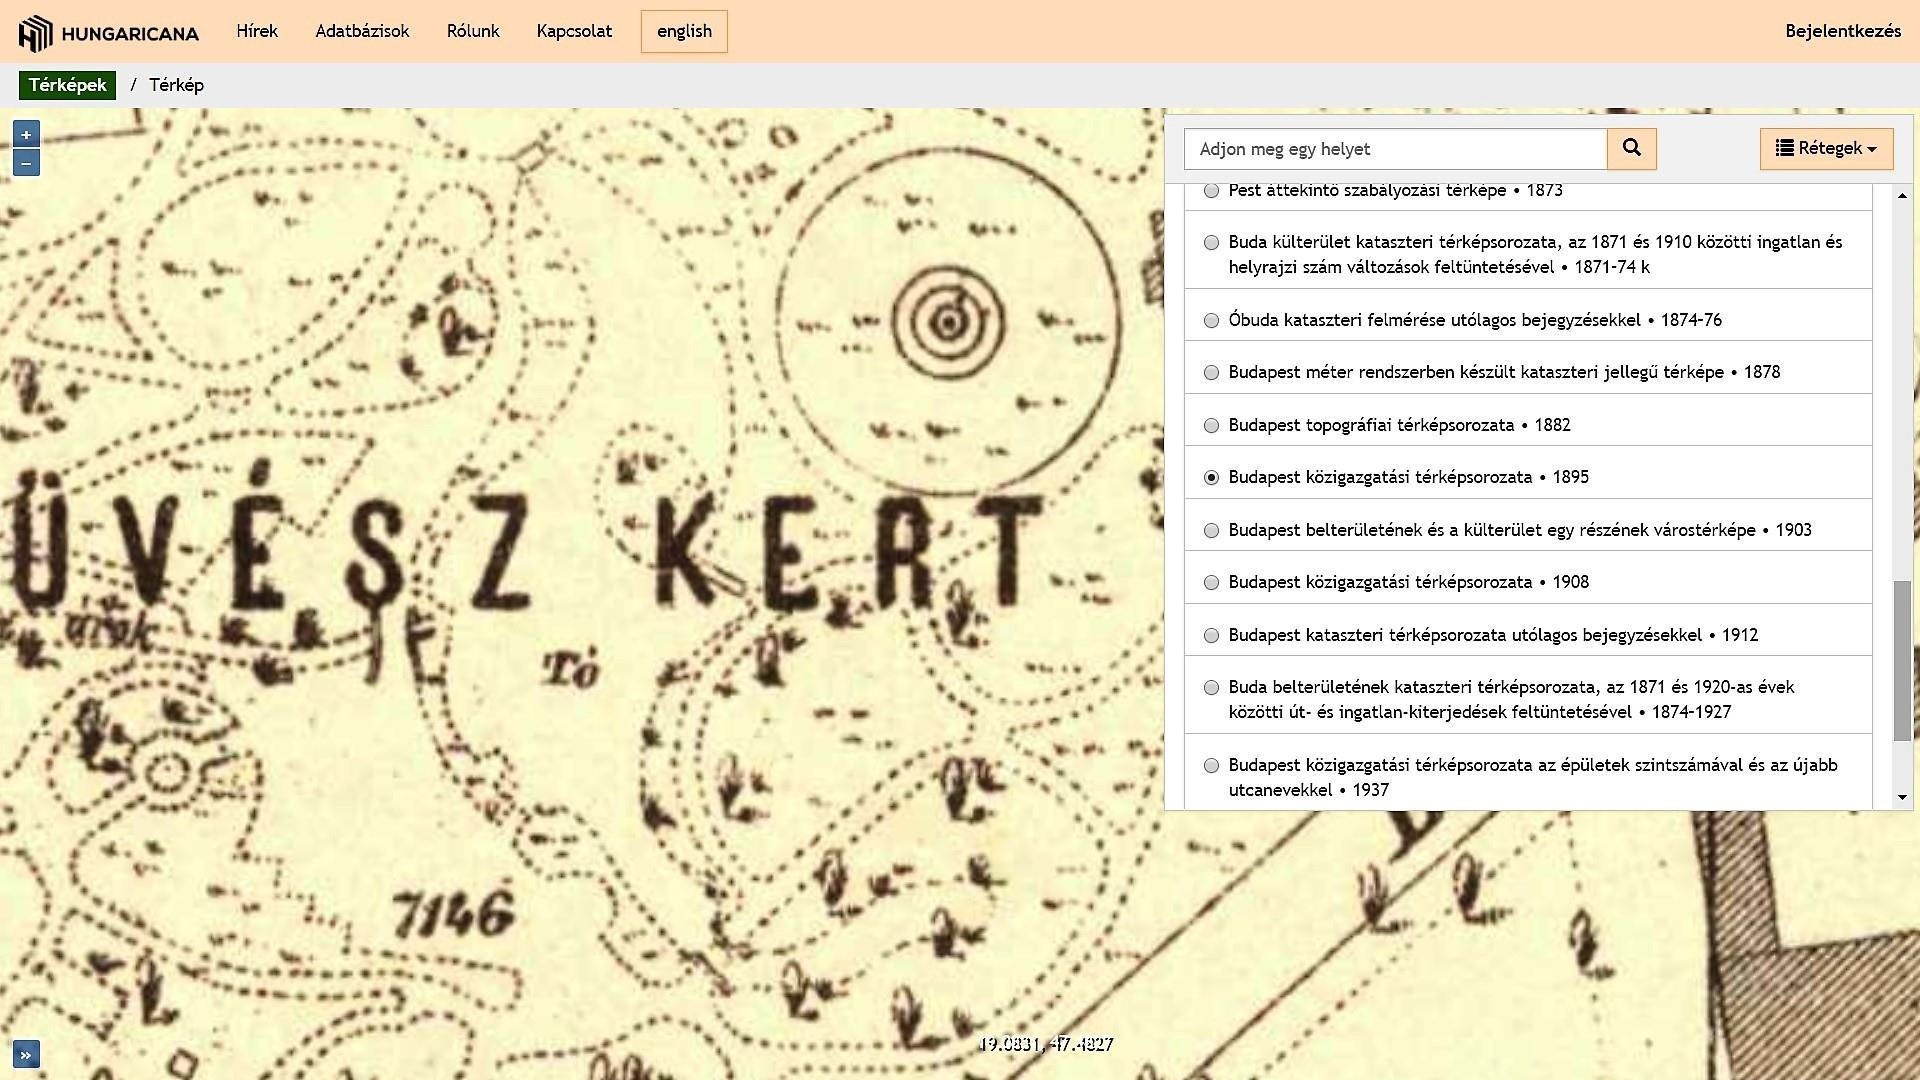 HUNGARICANA
Hírek
Adatbázisok
Rólunk
Kapcsolat
english
Bejelentkezés
Térképek / Térkép
+
−
Adjon meg egy helyet
Rétegek
Pest áttekintő szabályozási térképe • 1873
Buda külterület kataszteri térképsorozata, az 1871 és 1910 közötti ingatlan és
helyrajzi szám változások feltüntetésével • 1871-74 k
Óbuda kataszteri felmérése utólagos bejegyzésekkel • 1874-76
Budapest méter rendszerben készült kataszteri jellegű térképe • 1878
Budapest topográfiai térképsorozata • 1882
Budapest közigazgatási térképsorozata • 1895
Budapest belterületének és a külterület egy részének várostérképe • 1903
Budapest közigazgatási térképsorozata • 1908
Budapest kataszteri térképsorozata utólagos bejegyzésekkel • 1912
Buda belterületének kataszteri térképsorozata, az 1871 és 1920-as évek
közötti út- és ingatlan-kiterjedések feltüntetésével • 1874-1927
Budapest közigazgatási térképsorozata az épületek szintszámával és az újabb
utcanevekkel • 1937
ÜVÉSZ KERT
Tó
7146
19.0831, 47.4827
»